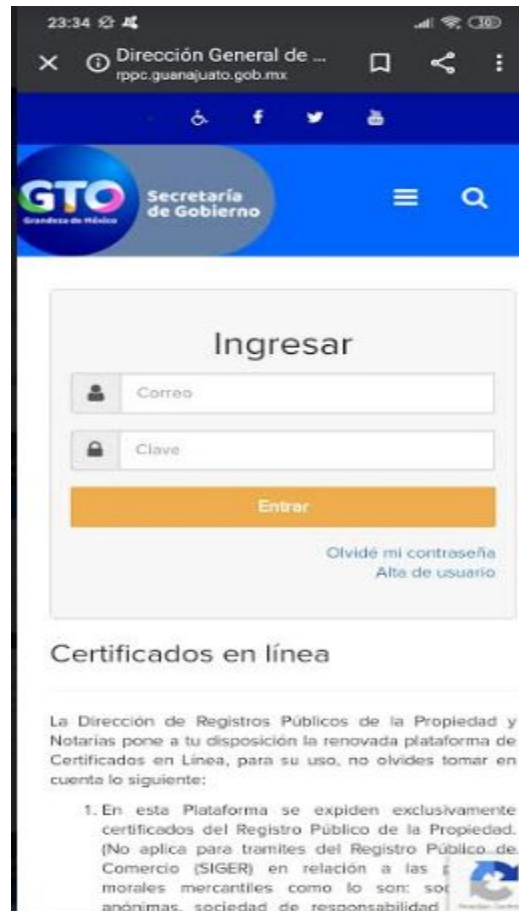 23:34
30
Dirección General de ...
rppc.guanajuato.gob.mx
GTO
Grandeza de México
Secretaría
de Gobierno
Ingresar
Correo
Clave
Entrar
Olvidé mi contraseña
Alta de usuario
Certificados en línea
La Dirección de Registros Públicos de la Propiedad y
Notarías pone a tu disposición la renovada plataforma de
Certificados en Línea, para su uso, no olvides tomar en
cuenta lo siguiente:
1. En esta Plataforma se expiden exclusivamente
certificados del Registro Público de la Propiedad.
(No aplica para tramites del Registro Público de
Comercio (SIGER) en relación a las
morales mercantiles como lo son:
anónimas, sociedad de responsabilidad